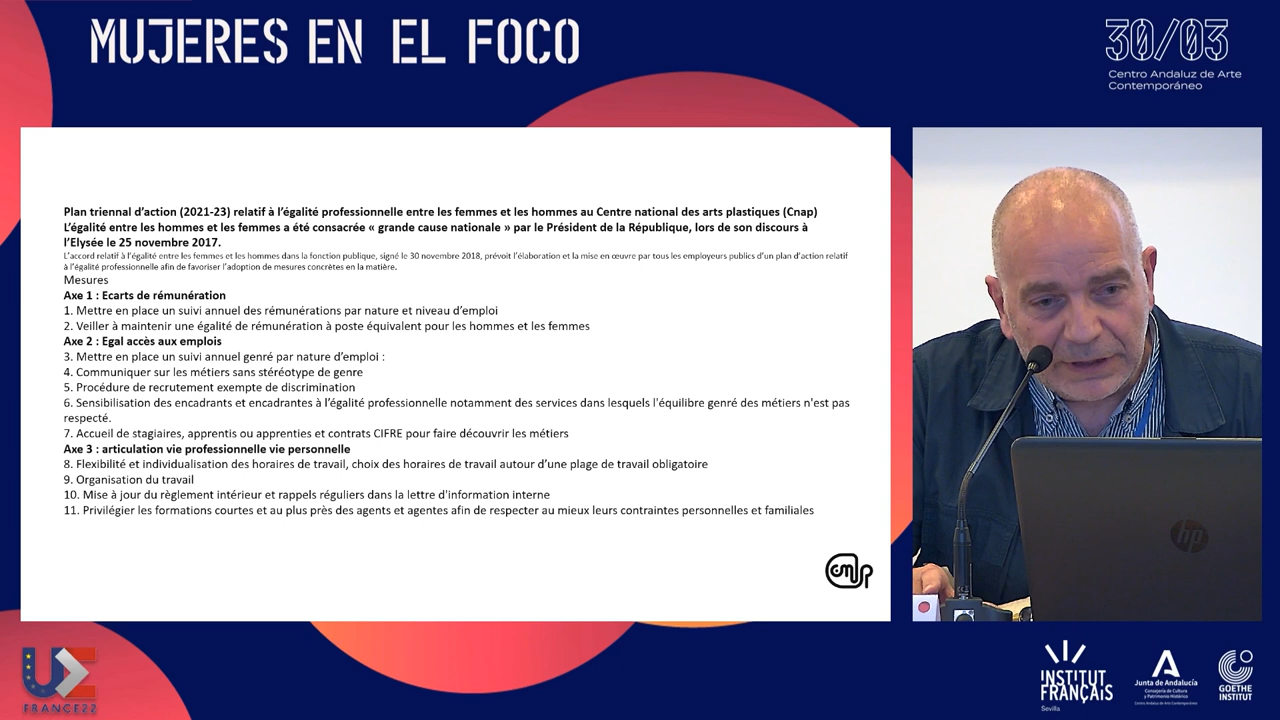 MUJERES EN EL FOCO
30/03
Centro Andaluz de Arte
Contemporáneo
Plan triennal d'action (2021-23) relatif à l'égalité professionnelle entre les femmes et les hommes au Centre national des arts plastiques (Cnap)
L'égalité entre les hommes et les femmes a été consacrée « grande cause nationale » par le Président de la République, lors de son discours à
l'Elysée le 25 novembre 2017.
L'accord relatif à l'égalité entre les femmes et les hommes dans la fonction publique, signé le 30 novembre 2018, prévoit l'élaboration et la mise en œuvre par tous les employeurs publics d'un plan d'action relatif
à l'égalité professionnelle afin de favoriser l'adoption de mesures concrètes en la matière.
Mesures
Axe 1 : Ecarts de rémunération
1. Mettre en place un suivi annuel des rémunérations par nature et niveau d'emploi
2. Veiller à maintenir une égalité de rémunération à poste équivalent pour les hommes et les femmes
Axe 2 : Egal accès aux emplois
3. Mettre en place un suivi annuel genré par nature d'emploi :
4. Communiquer sur les métiers sans stéréotype de genre
5. Procédure de recrutement exempte de discrimination
6. Sensibilisation des encadrants et encadrantes à l'égalité professionnelle notamment des services dans lesquels l'équilibre genré des métiers n'est pas
respecté.
7. Accueil de stagiaires, apprentis ou apprenties et contrats CIFRE pour faire découvrir les métiers
Axe 3 : articulation vie professionnelle vie personnelle
8. Flexibilité et individualisation des horaires de travail, choix des horaires de travail autour d'une plage de travail obligatoire
9. Organisation du travail
10. Mise à jour du règlement intérieur et rappels réguliers dans la lettre d'information interne
11. Privilégier les formations courtes et au plus près des agents et agentes afin de respecter au mieux leurs contraintes personnelles et familiales
cnap
hp
UE
FRANCE22
INSTITUT
FRANÇAIS
Sevilla
Junta de Andalucía
Consejería de Cultura
y Patrimonio Histórico
Centro Andaluz de Arte Contemporáneo
GOETHE
INSTITUT